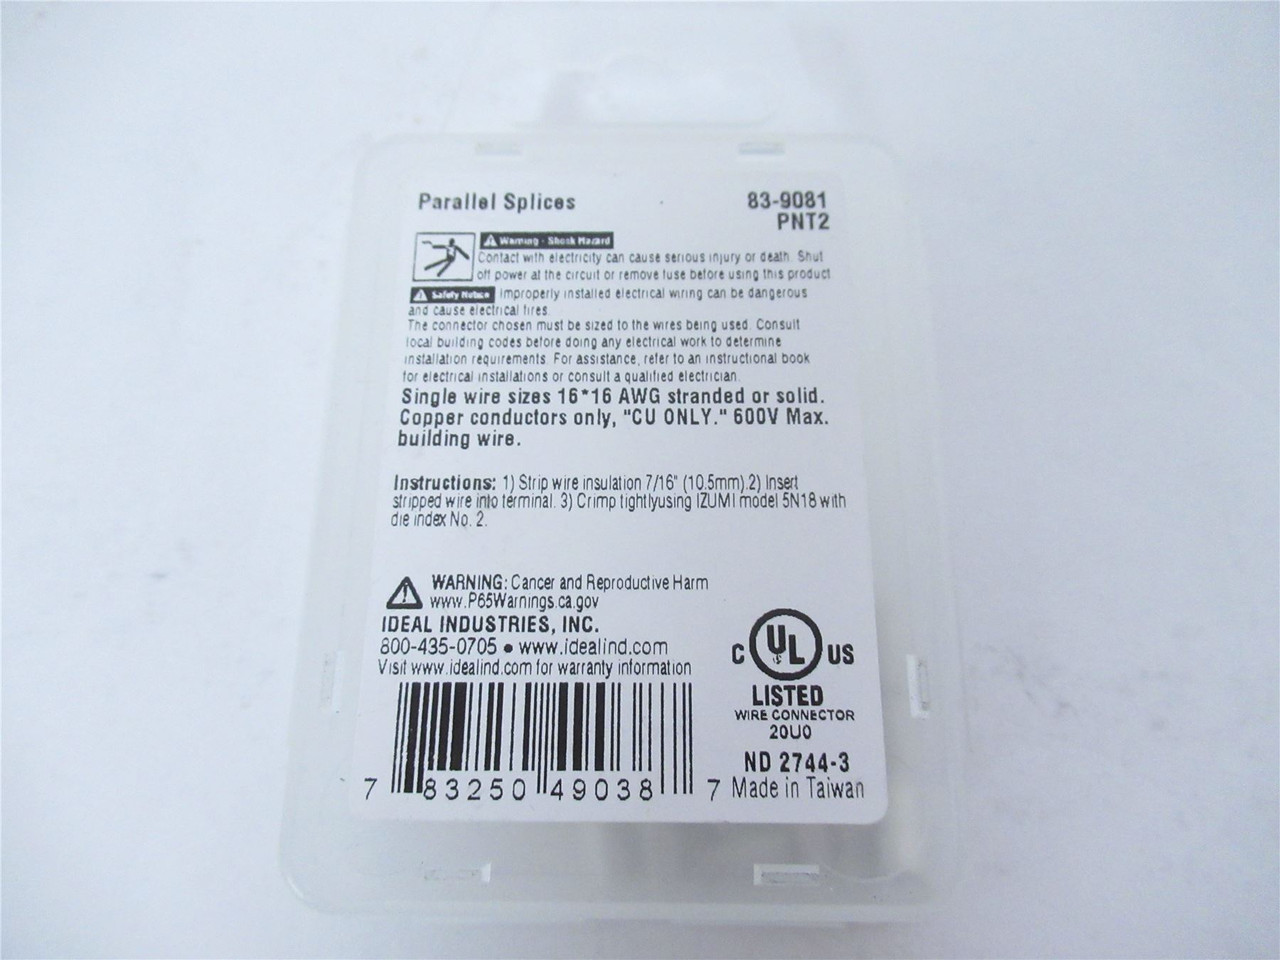 Parallel Splices 83-9081
PNT2
Warning - Shock Hazard
Contact with electricity can cause serious injury or death. Shut
off power at the circuit or remove fuse before using this product
Safety Notice Improperly installed electrical wiring can be dangerous
and cause electrical fires.
The connector chosen must be sized to the wires being used. Consult
local building codes before doing any electrical work to determine
installation requirements. For assistance, refer to an instructional book
for electrical installations or consult a qualified electrician.
Single wire sizes 16*16 AWG stranded or solid.
Copper conductors only, "CU ONLY." 600V Max.
building wire.
Instructions: 1) Strip wire insulation 7/16" (10.5mm).2) Insert
stripped wire into terminal. 3) Crimp tightlyusing IZUMI model 5N18 with
die index No. 2.
WARNING: Cancer and Reproductive Harm
www.P65Warnings.ca.gov
IDEAL INDUSTRIES, INC.
800-435-0705 • www.idealind.com
Visit www.idealind.com for warranty information
C UL US
LISTED
WIRE CONNECTOR
20U0
ND 2744-3
Made in Taiwan
7 83250 49038 7